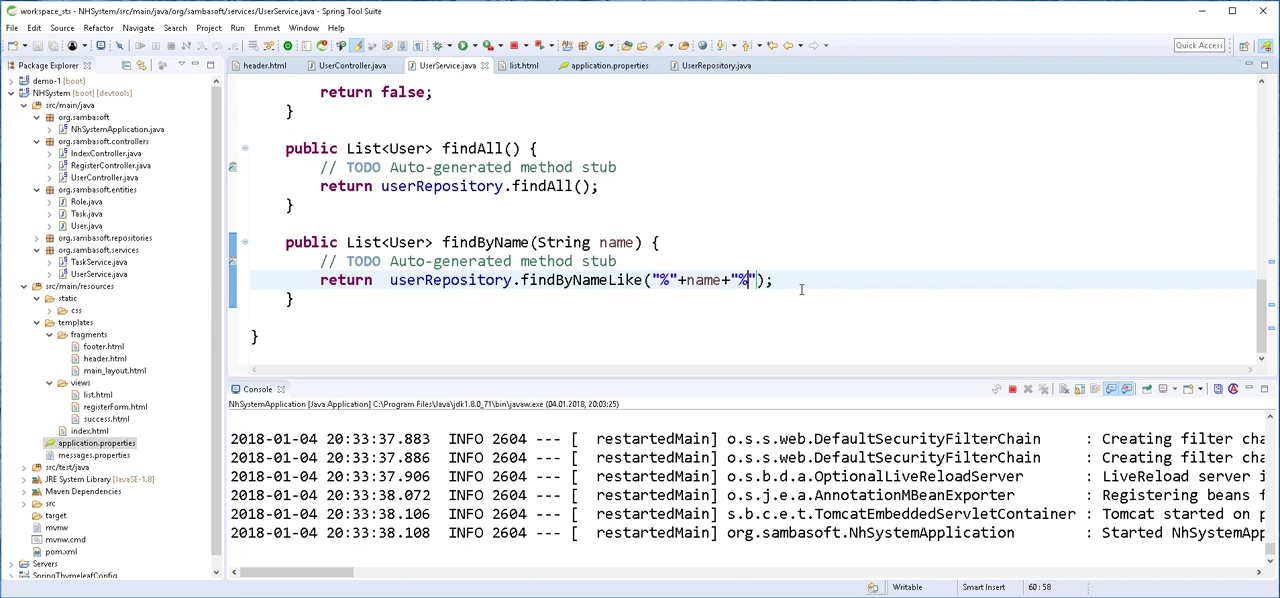 workspace_sts - NHSystem/src/main/java/org/sambasoft/services/UserService.java - Spring Tool Suite
File Edit Source Refactor Navigate Search Project Run Emmet Window Help
Quick Access
Package Explorer
header.html UserController.java UserService.java list.html application.properties UserRepository.java
demo-1 [boot]
NHSystem [boot] [devtools]
src/main/java
org.sambasoft
NhSystemApplication.java
org.sambasoft.controllers
IndexController.java
RegisterController.java
UserController.java
org.sambasoft.entities
Role.java
Task.java
User.java
org.sambasoft.repositories
org.sambasoft.services
TaskService.java
UserService.java
src/main/resources
static
css
templates
fragments
footer.html
header.html
main_layout.html
views
list.html
registerForm.html
success.html
index.html
application.properties
messages.properties
src/test/java
JRE System Library [JavaSE-1.8]
Maven Dependencies
src
target
mvnw
mvnw.cmd
pom.xml
Servers
SpringThymeleafConfig
return false;
}
public List<User> findAll() {
// TODO Auto-generated method stub
return userRepository.findAll();
}
public List<User> findByName(String name) {
// TODO Auto-generated method stub
return userRepository.findByNameLike("%"+name+"%");
}
}
Console
NhSystemApplication [Java Application] C:\Program Files\Java\jdk1.8.0_71\bin\javaw.exe (04.01.2018, 20:03:25)
2018-01-04 20:33:37.883 INFO 2604 --- [ restartedMain] o.s.s.web.DefaultSecurityFilterChain : Creating filter cha
2018-01-04 20:33:37.886 INFO 2604 --- [ restartedMain] o.s.s.web.DefaultSecurityFilterChain : Creating filter cha
2018-01-04 20:33:37.906 INFO 2604 --- [ restartedMain] o.s.b.d.a.OptionalLiveReloadServer : LiveReload server i
2018-01-04 20:33:38.072 INFO 2604 --- [ restartedMain] o.s.j.e.a.AnnotationMBeanExporter : Registering beans f
2018-01-04 20:33:38.106 INFO 2604 --- [ restartedMain] s.b.c.e.t.TomcatEmbeddedServletContainer : Tomcat started on p
2018-01-04 20:33:38.108 INFO 2604 --- [ restartedMain] org.sambasoft.NhSystemApplication : Started NhSystemApp
Writable Smart Insert 60 : 58